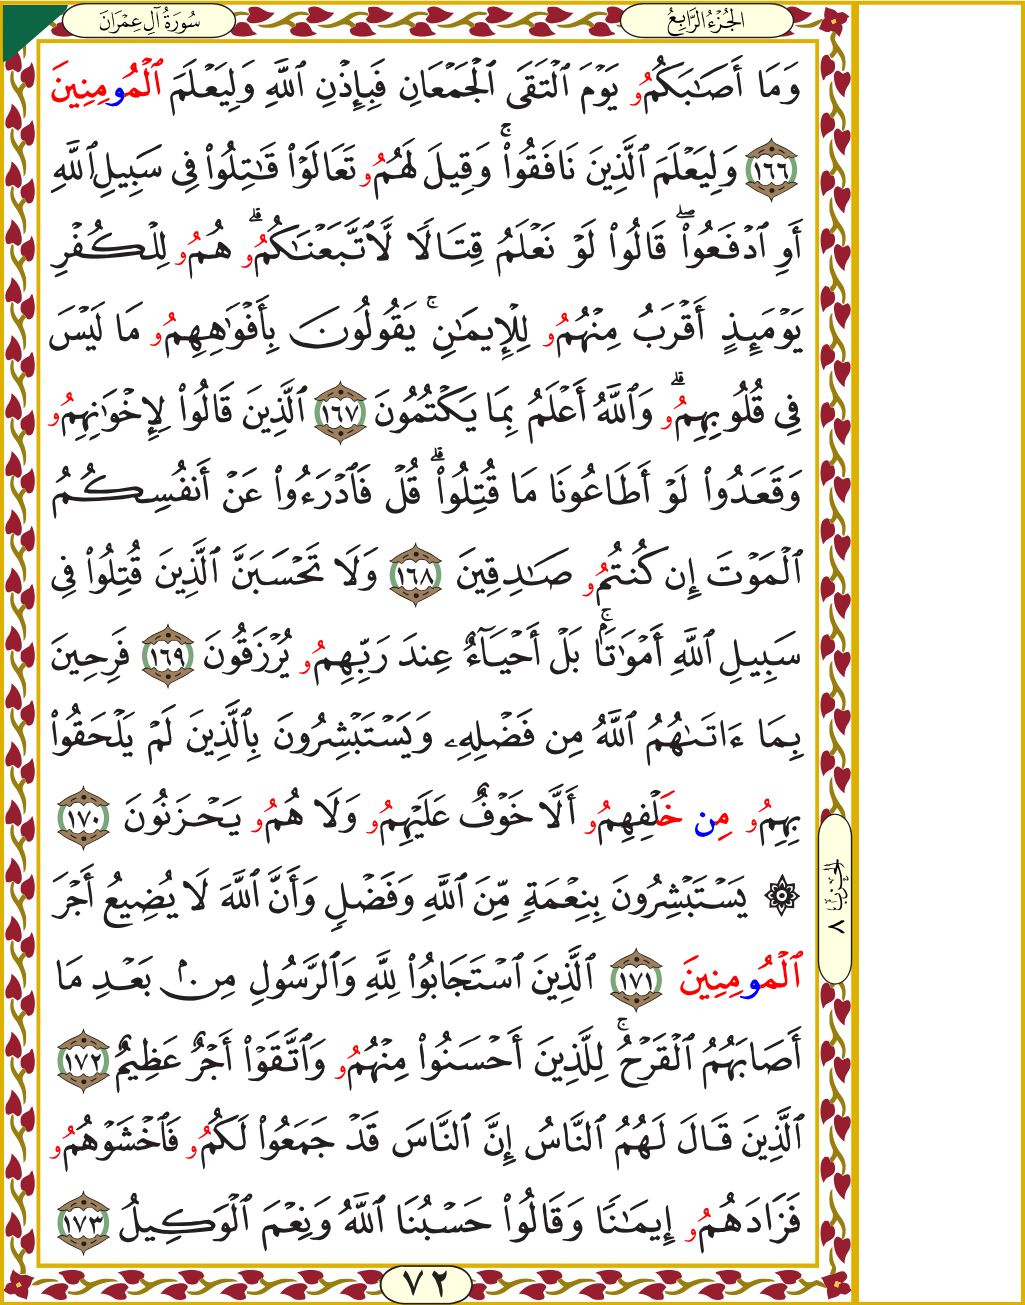 سُورَةُ آلِ عِمْرَانَ
الجُزْءُ الرَّابِعُ
وَمَا أَصَٰبَكُمُو يَوْمَ ٱلْتَقَى ٱلْجَمْعَانِ فَبِإِذْنِ ٱللَّهِ وَلِيَعْلَمَ ٱلْمُومِنِينَ
١٦٦ وَلِيَعْلَمَ ٱلَّذِينَ نَافَقُوا۟ۚ وَقِيلَ لَهُمُو تَعَالَوْا۟ قَٰتِلُوا۟ فِى سَبِيلِ ٱللَّهِ
أَوِ ٱدْفَعُوا۟ۖ قَالُوا۟ لَوْ نَعْلَمُ قِتَالًا لَّٱتَّبَعْنَٰكُمُوۗ هُمُو لِلْكُفْرِ
يَوْمَئِذٍ أَقْرَبُ مِنْهُمُو لِلْإِيمَٰنِۚ يَقُولُونَ بِأَفْوَٰهِهِمُو مَا لَيْسَ
فِى قُلُوبِهِمُوۗ وَٱللَّهُ أَعْلَمُ بِمَا يَكْتُمُونَ ١٦٧ ٱلَّذِينَ قَالُوا۟ لِإِخْوَٰنِهِمُو
وَقَعَدُوا۟ لَوْ أَطَاعُونَا مَا قُتِلُوا۟ۗ قُلْ فَٱدْرَءُوا۟ عَنْ أَنفُسِكُمُ
ٱلْمَوْتَ إِن كُنتُمُو صَٰدِقِينَ ١٦٨ وَلَا تَحْسَبَنَّ ٱلَّذِينَ قُتِلُوا۟ فِى
سَبِيلِ ٱللَّهِ أَمْوَٰتًۢاۚ بَلْ أَحْيَآءٌ عِندَ رَبِّهِمُو يُرْزَقُونَ ١٦٩ فَرِحِينَ
بِمَا ءَاتَىٰهُمُ ٱللَّهُ مِن فَضْلِهِۦ وَيَسْتَبْشِرُونَ بِٱلَّذِينَ لَمْ يَلْحَقُوا۟
بِهِمُو مِن خَلْفِهِمُو أَلَّا خَوْفٌ عَلَيْهِمُو وَلَا هُمُو يَحْزَنُونَ ١٧٠
۞ يَسْتَبْشِرُونَ بِنِعْمَةٍ مِّنَ ٱللَّهِ وَفَضْلٍ وَأَنَّ ٱللَّهَ لَا يُضِيعُ أَجْرَ
ٱلْمُومِنِينَ ١٧١ ٱلَّذِينَ ٱسْتَجَابُوا۟ لِلَّهِ وَٱلرَّسُولِ مِنۢ بَعْدِ مَا
أَصَابَهُمُ ٱلْقَرْحُۚ لِلَّذِينَ أَحْسَنُوا۟ مِنْهُمُو وَٱتَّقَوْا۟ أَجْرٌ عَظِيمٌ ١٧٢
ٱلَّذِينَ قَالَ لَهُمُ ٱلنَّاسُ إِنَّ ٱلنَّاسَ قَدْ جَمَعُوا۟ لَكُمُو فَٱخْشَوْهُمُو
فَزَادَهُمُو إِيمَٰنًا وَقَالُوا۟ حَسْبُنَا ٱللَّهُ وَنِعْمَ ٱلْوَكِيلُ ١٧٣
الحزب ٨
٧٢